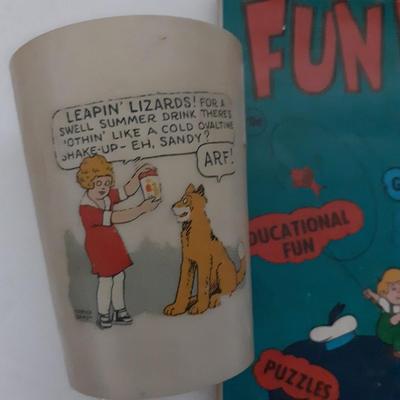 LEAPIN' LIZARDS! FOR A
SWELL SUMMER DRINK THERE'S
'OTHIN' LIKE A COLD OVALTINE
SHAKE-UP - EH, SANDY?
ARF!
FUN
DUCATIONAL
FUN
PUZZLES